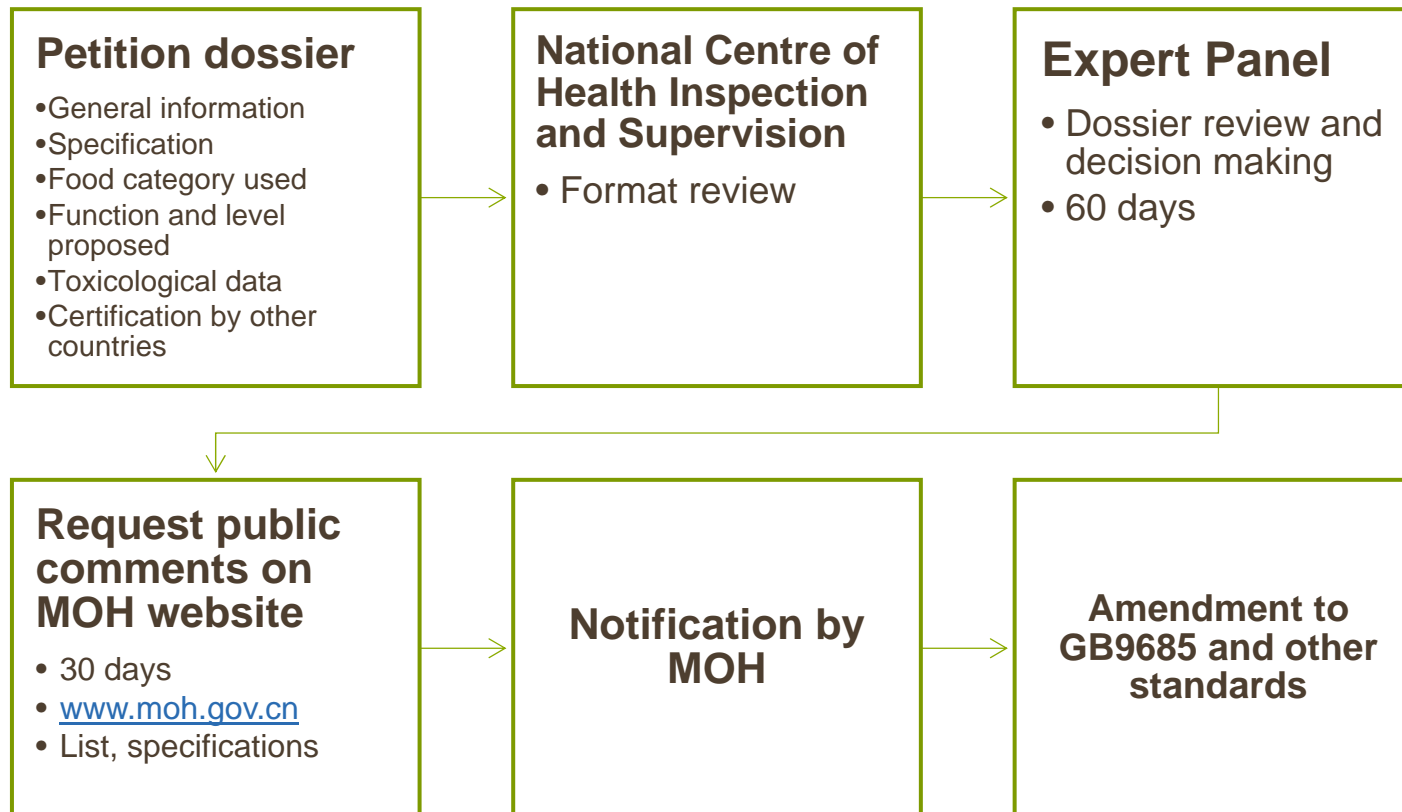 Petition dossier
•General information
•Specification
•Food category used
•Function and level
proposed
•Toxicological data
•Certification by other
countries
National Centre of
Health Inspection
and Supervision
• Format review
Expert Panel
• Dossier review and
decision making
• 60 days
Request public
comments on
MOH website
• 30 days
• www.moh.gov.cn
• List, specifications
Notification by
MOH
Amendment to
GB9685 and other
standards